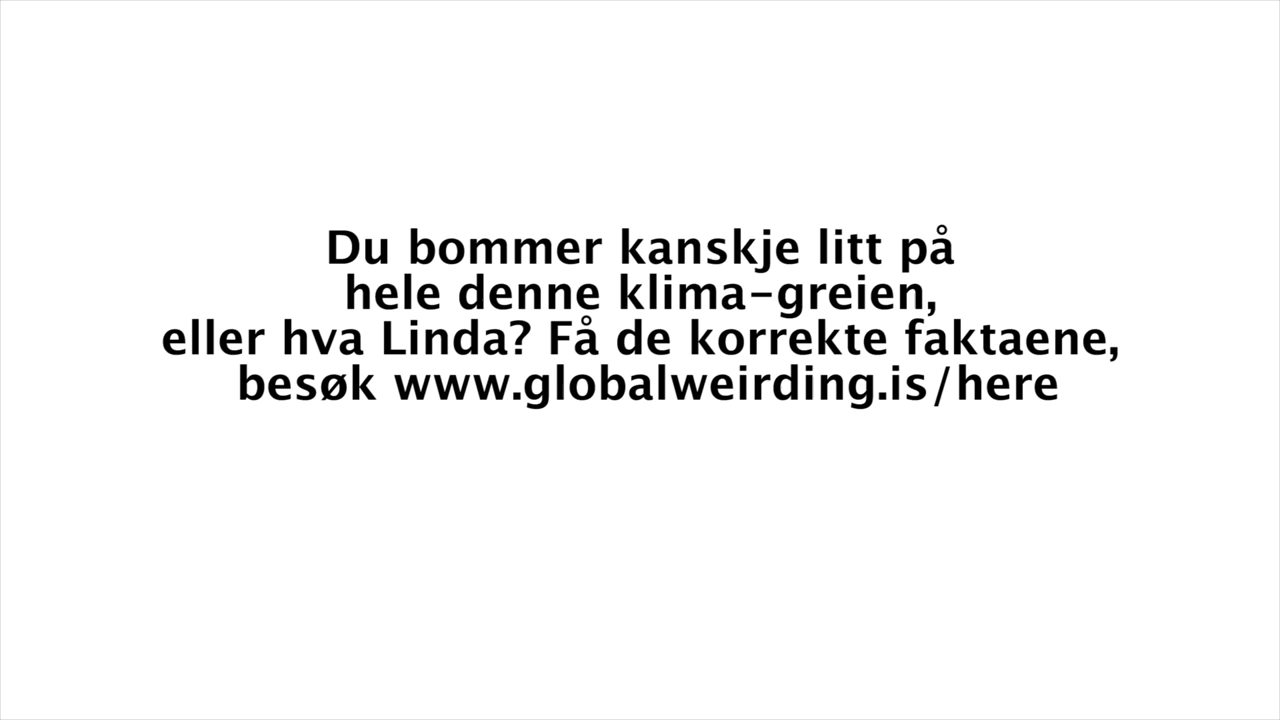 Du bommer kanskje litt på
hele denne klima-greien,
eller hva Linda? Få de korrekte faktaene,
besøk www.globalweirding.is/here